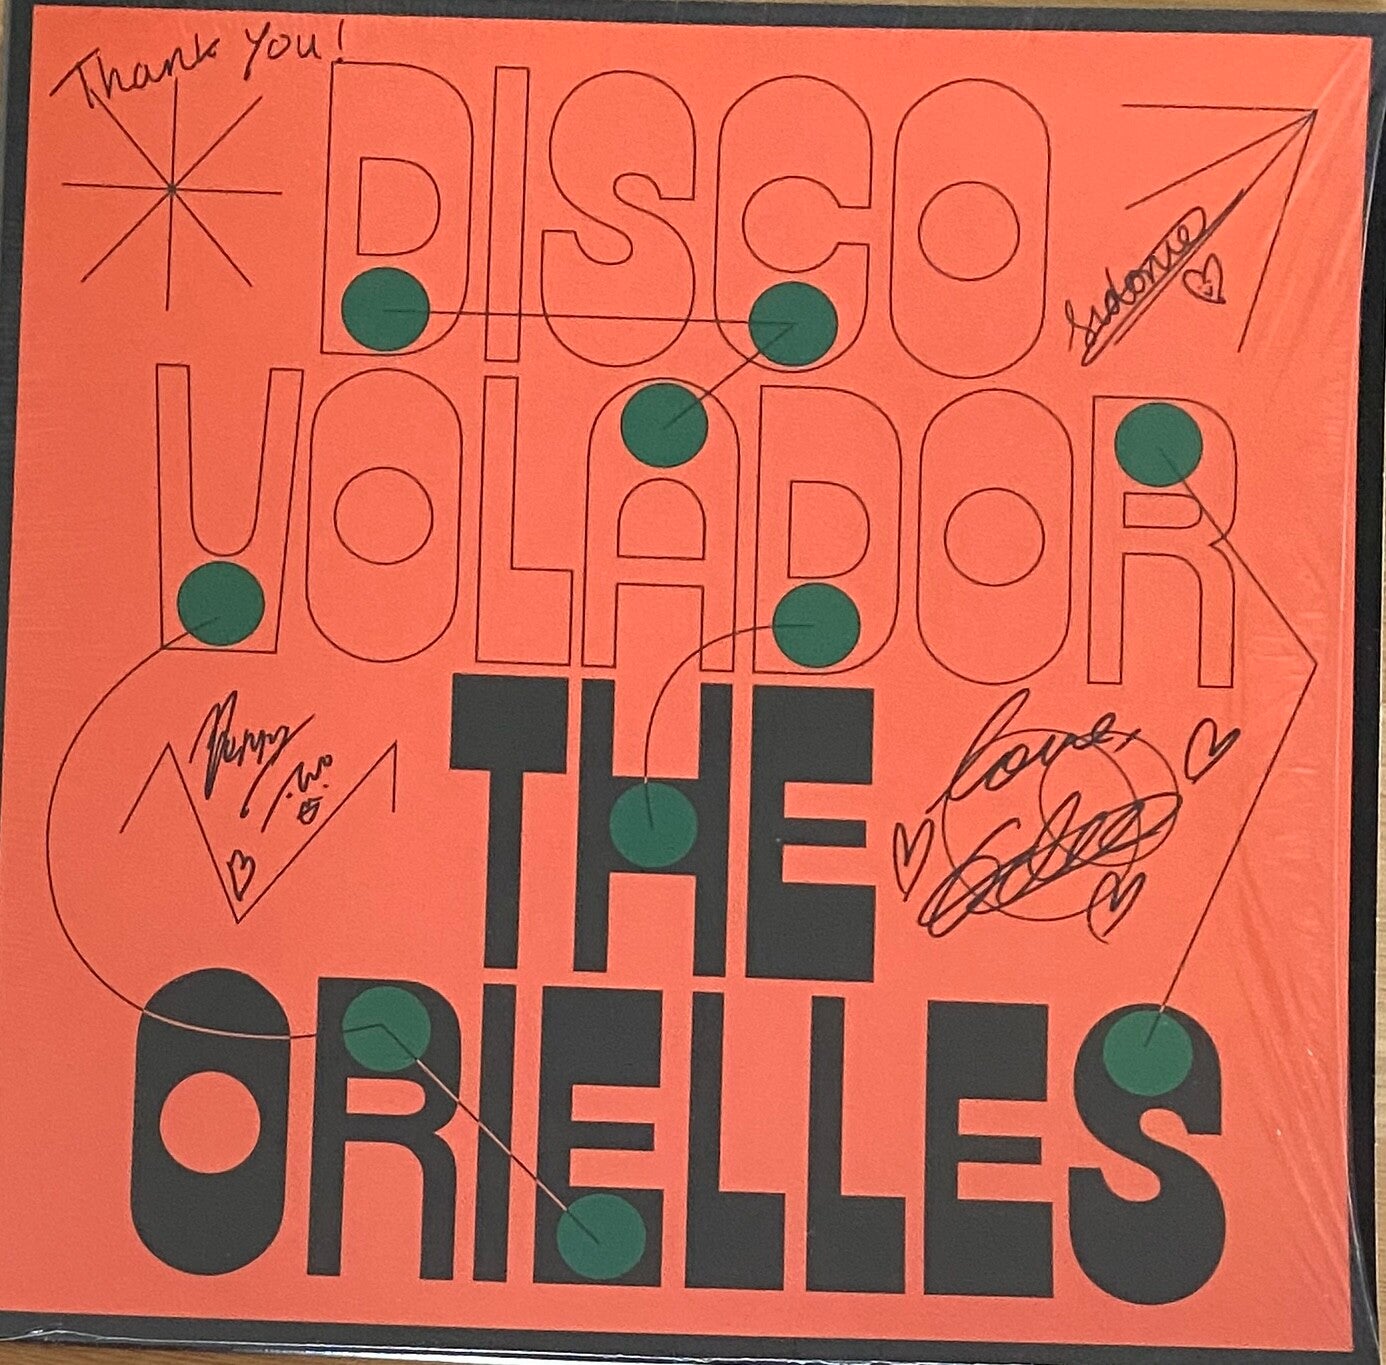 Thank you!
DISCO
Sidonie
VOLADOR
THE
love,
ORIELLES